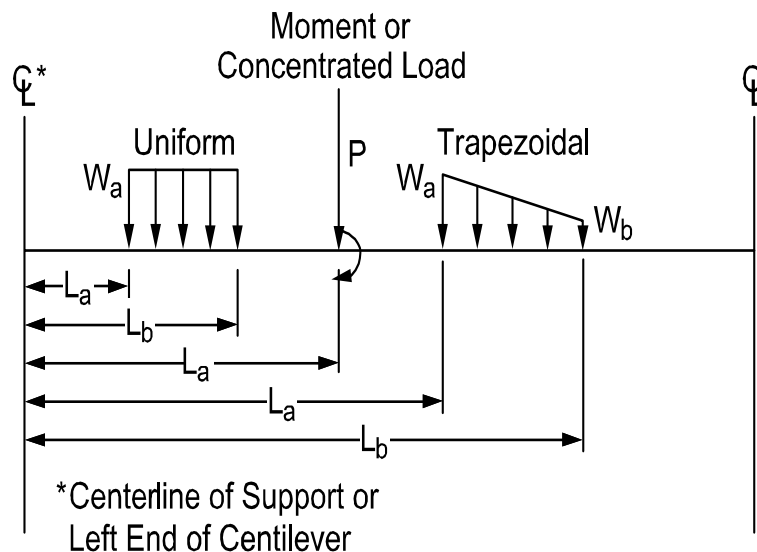 Moment or
Concentrated Load
℄*
℄
Uniform
P
Trapezoidal
Wa
Wa
Wb
La
Lb
La
La
Lb
*Centerline of Support or
Left End of Centilever